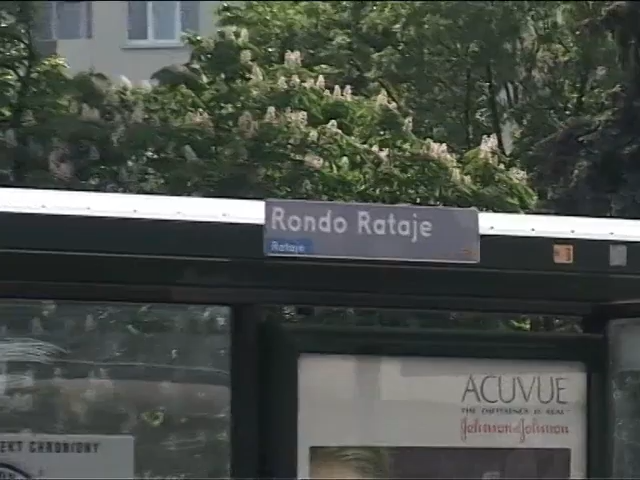 Rondo Rataje
Rataje
ACUVUE
THE DIFFERENCE IS REAL
Johnson & Johnson
EKT CHRONIONY